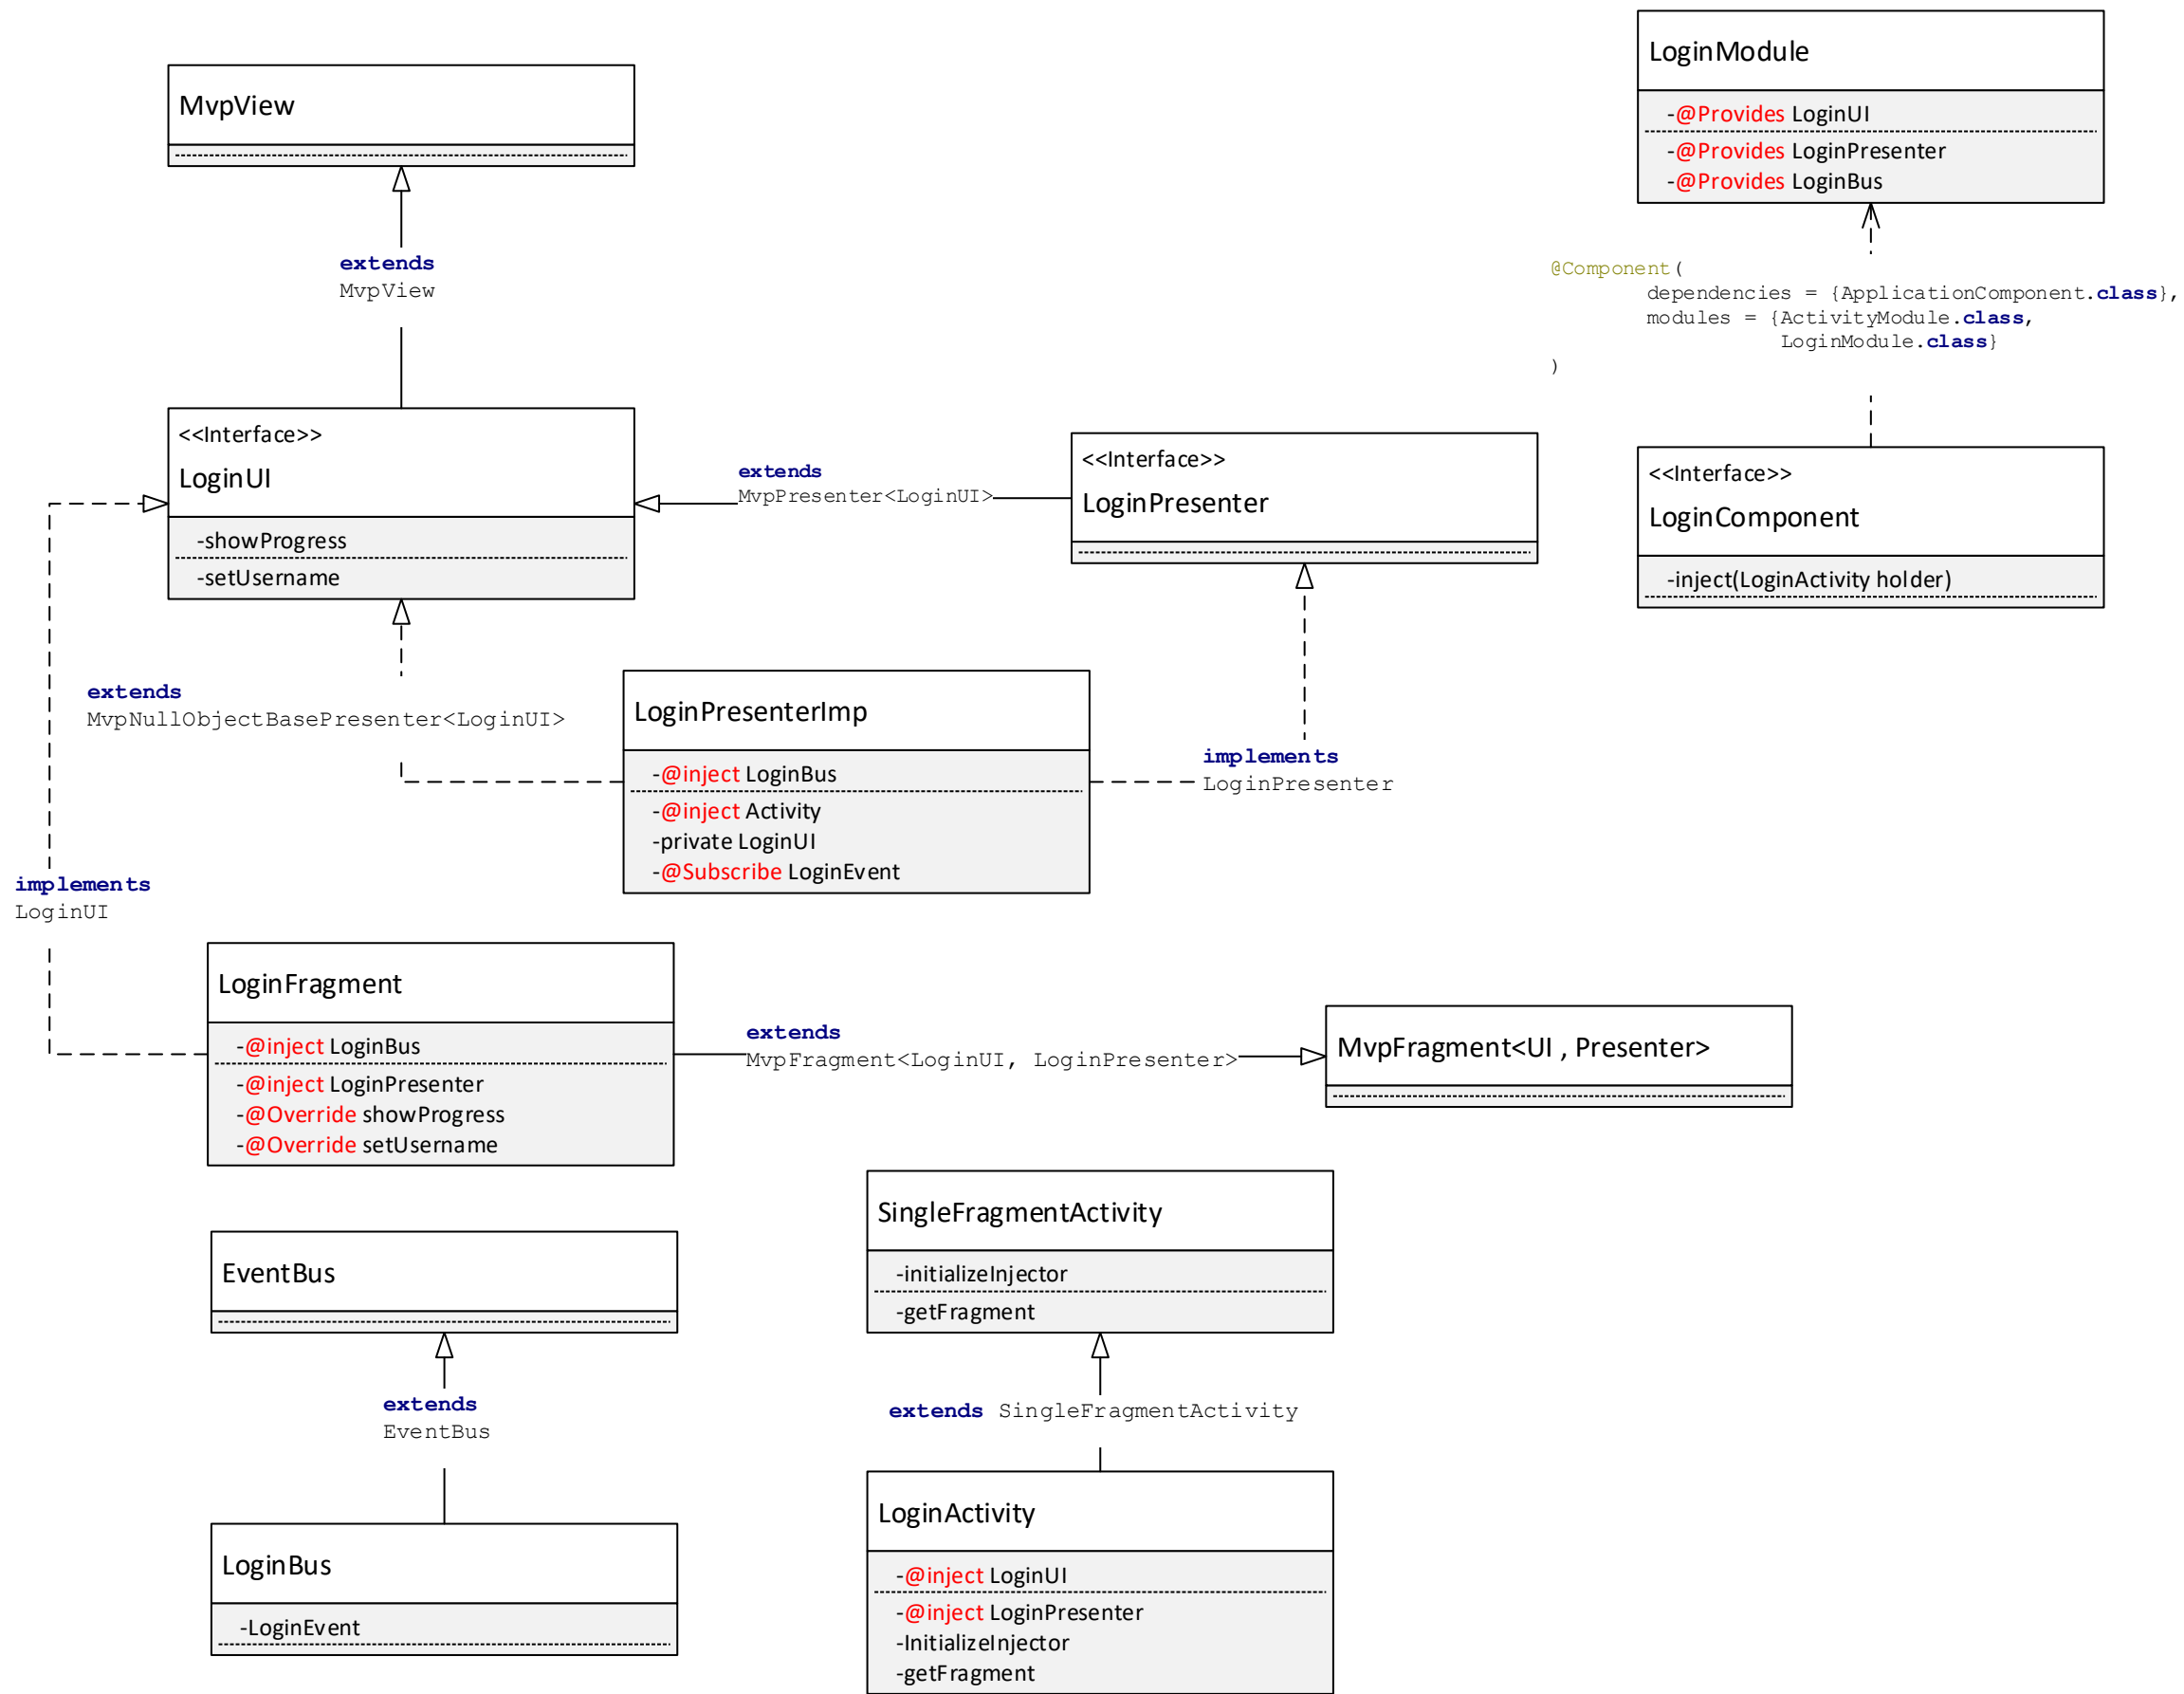 LoginModule
-@Provides LoginUI
-@Provides LoginPresenter
-@Provides LoginBus
MvpView
extends
MvpView
@Component(
dependencies = {ApplicationComponent.class},
modules = {ActivityModule.class,
LoginModule.class}
)
<<Interface>>
LoginUI
-showProgress
-setUsername
extends
MvpPresenter<LoginUI>
<<Interface>>
LoginPresenter
<<Interface>>
LoginComponent
-inject(LoginActivity holder)
extends
MvpNullObjectBasePresenter<LoginUI>
LoginPresenterImp
-@inject LoginBus
-@inject Activity
-private LoginUI
-@Subscribe LoginEvent
implements
LoginPresenter
implements
LoginUI
LoginFragment
-@inject LoginBus
-@inject LoginPresenter
-@Override showProgress
-@Override setUsername
extends
MvpFragment<LoginUI, LoginPresenter>
MvpFragment<UI , Presenter>
EventBus
extends
EventBus
LoginBus
-LoginEvent
SingleFragmentActivity
-initializeInjector
-getFragment
extends SingleFragmentActivity
LoginActivity
-@inject LoginUI
-@inject LoginPresenter
-InitializeInjector
-getFragment